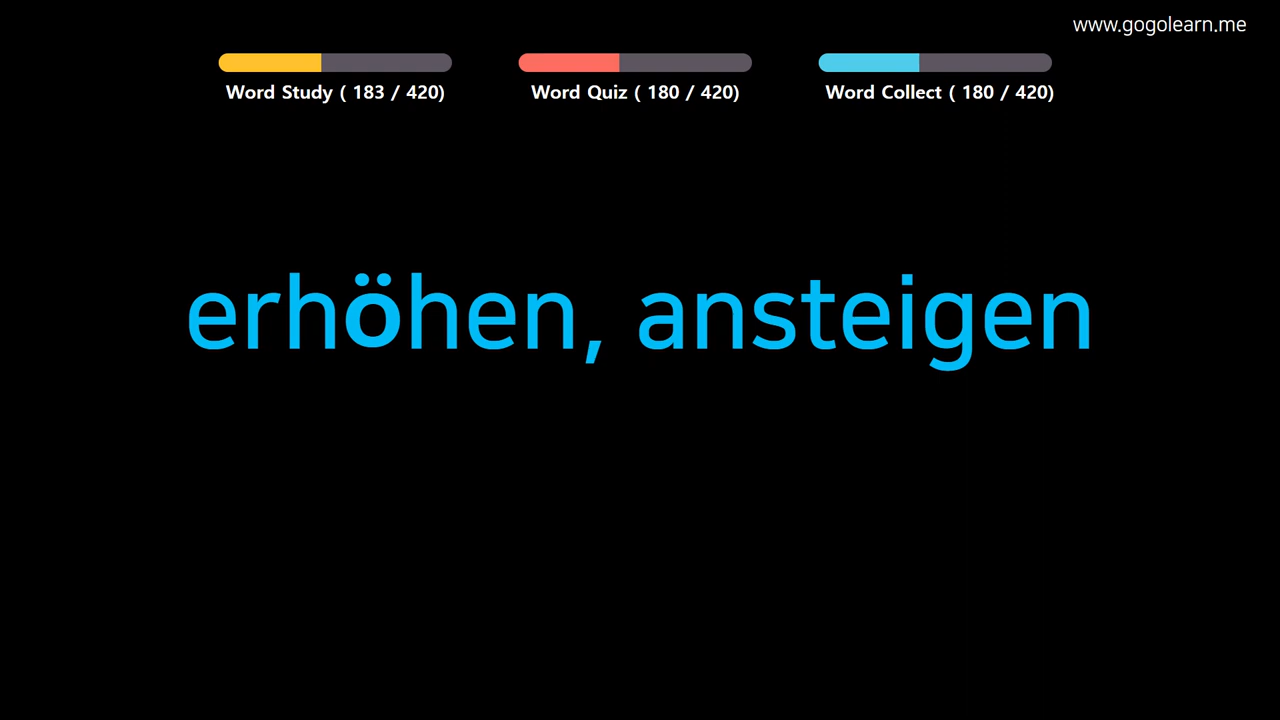 www.gogolearn.me
Word Study ( 183 / 420)
Word Quiz ( 180 / 420)
Word Collect ( 180 / 420)
erhöhen, ansteigen